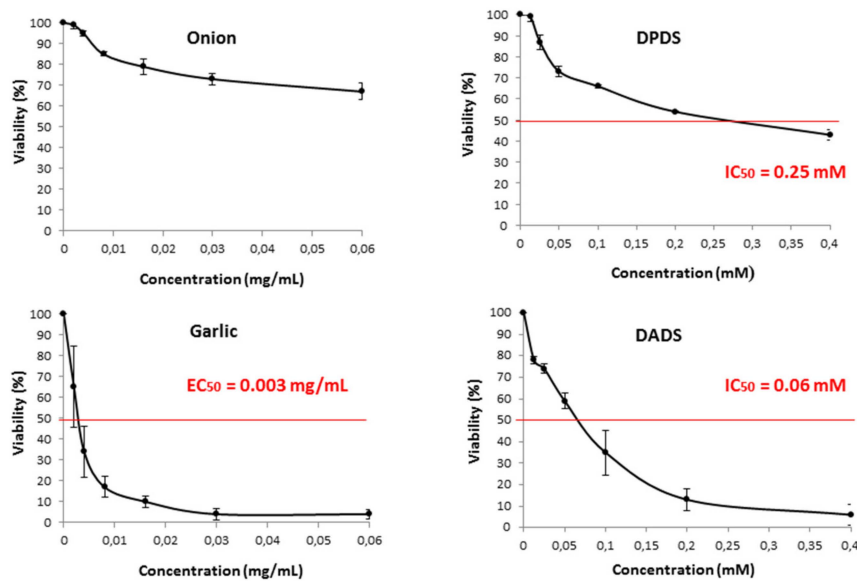 Onion
Viability (%)
100
90
80
70
60
50
40
30
20
10
0
0 0,01 0,02 0,03 0,04 0,05 0,06
Concentration (mg/mL)
DPDS
Viability (%)
100
90
80
70
60
50
40
30
20
10
0
IC50 = 0.25 mM
0 0,05 0,1 0,15 0,2 0,25 0,3 0,35 0,4
Concentration (mM)
Garlic
Viability (%)
100
90
80
70
60
50
40
30
20
10
0
EC50 = 0.003 mg/mL
0 0,01 0,02 0,03 0,04 0,05 0,06
Concentration (mg/mL)
DADS
Viability (%)
100
90
80
70
60
50
40
30
20
10
0
IC50 = 0.06 mM
0 0,05 0,1 0,15 0,2 0,25 0,3 0,35 0,4
Concentration (mM)